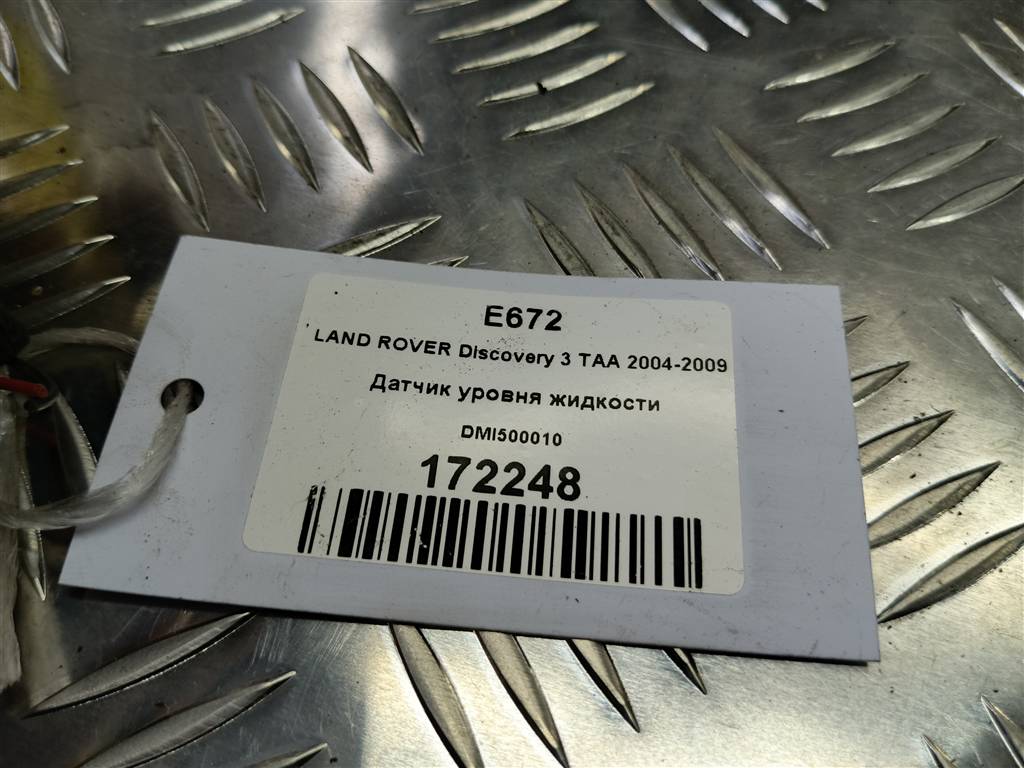 E672
LAND ROVER Discovery 3 TAA 2004-2009
Датчик уровня жидкости
DMI500010
172248